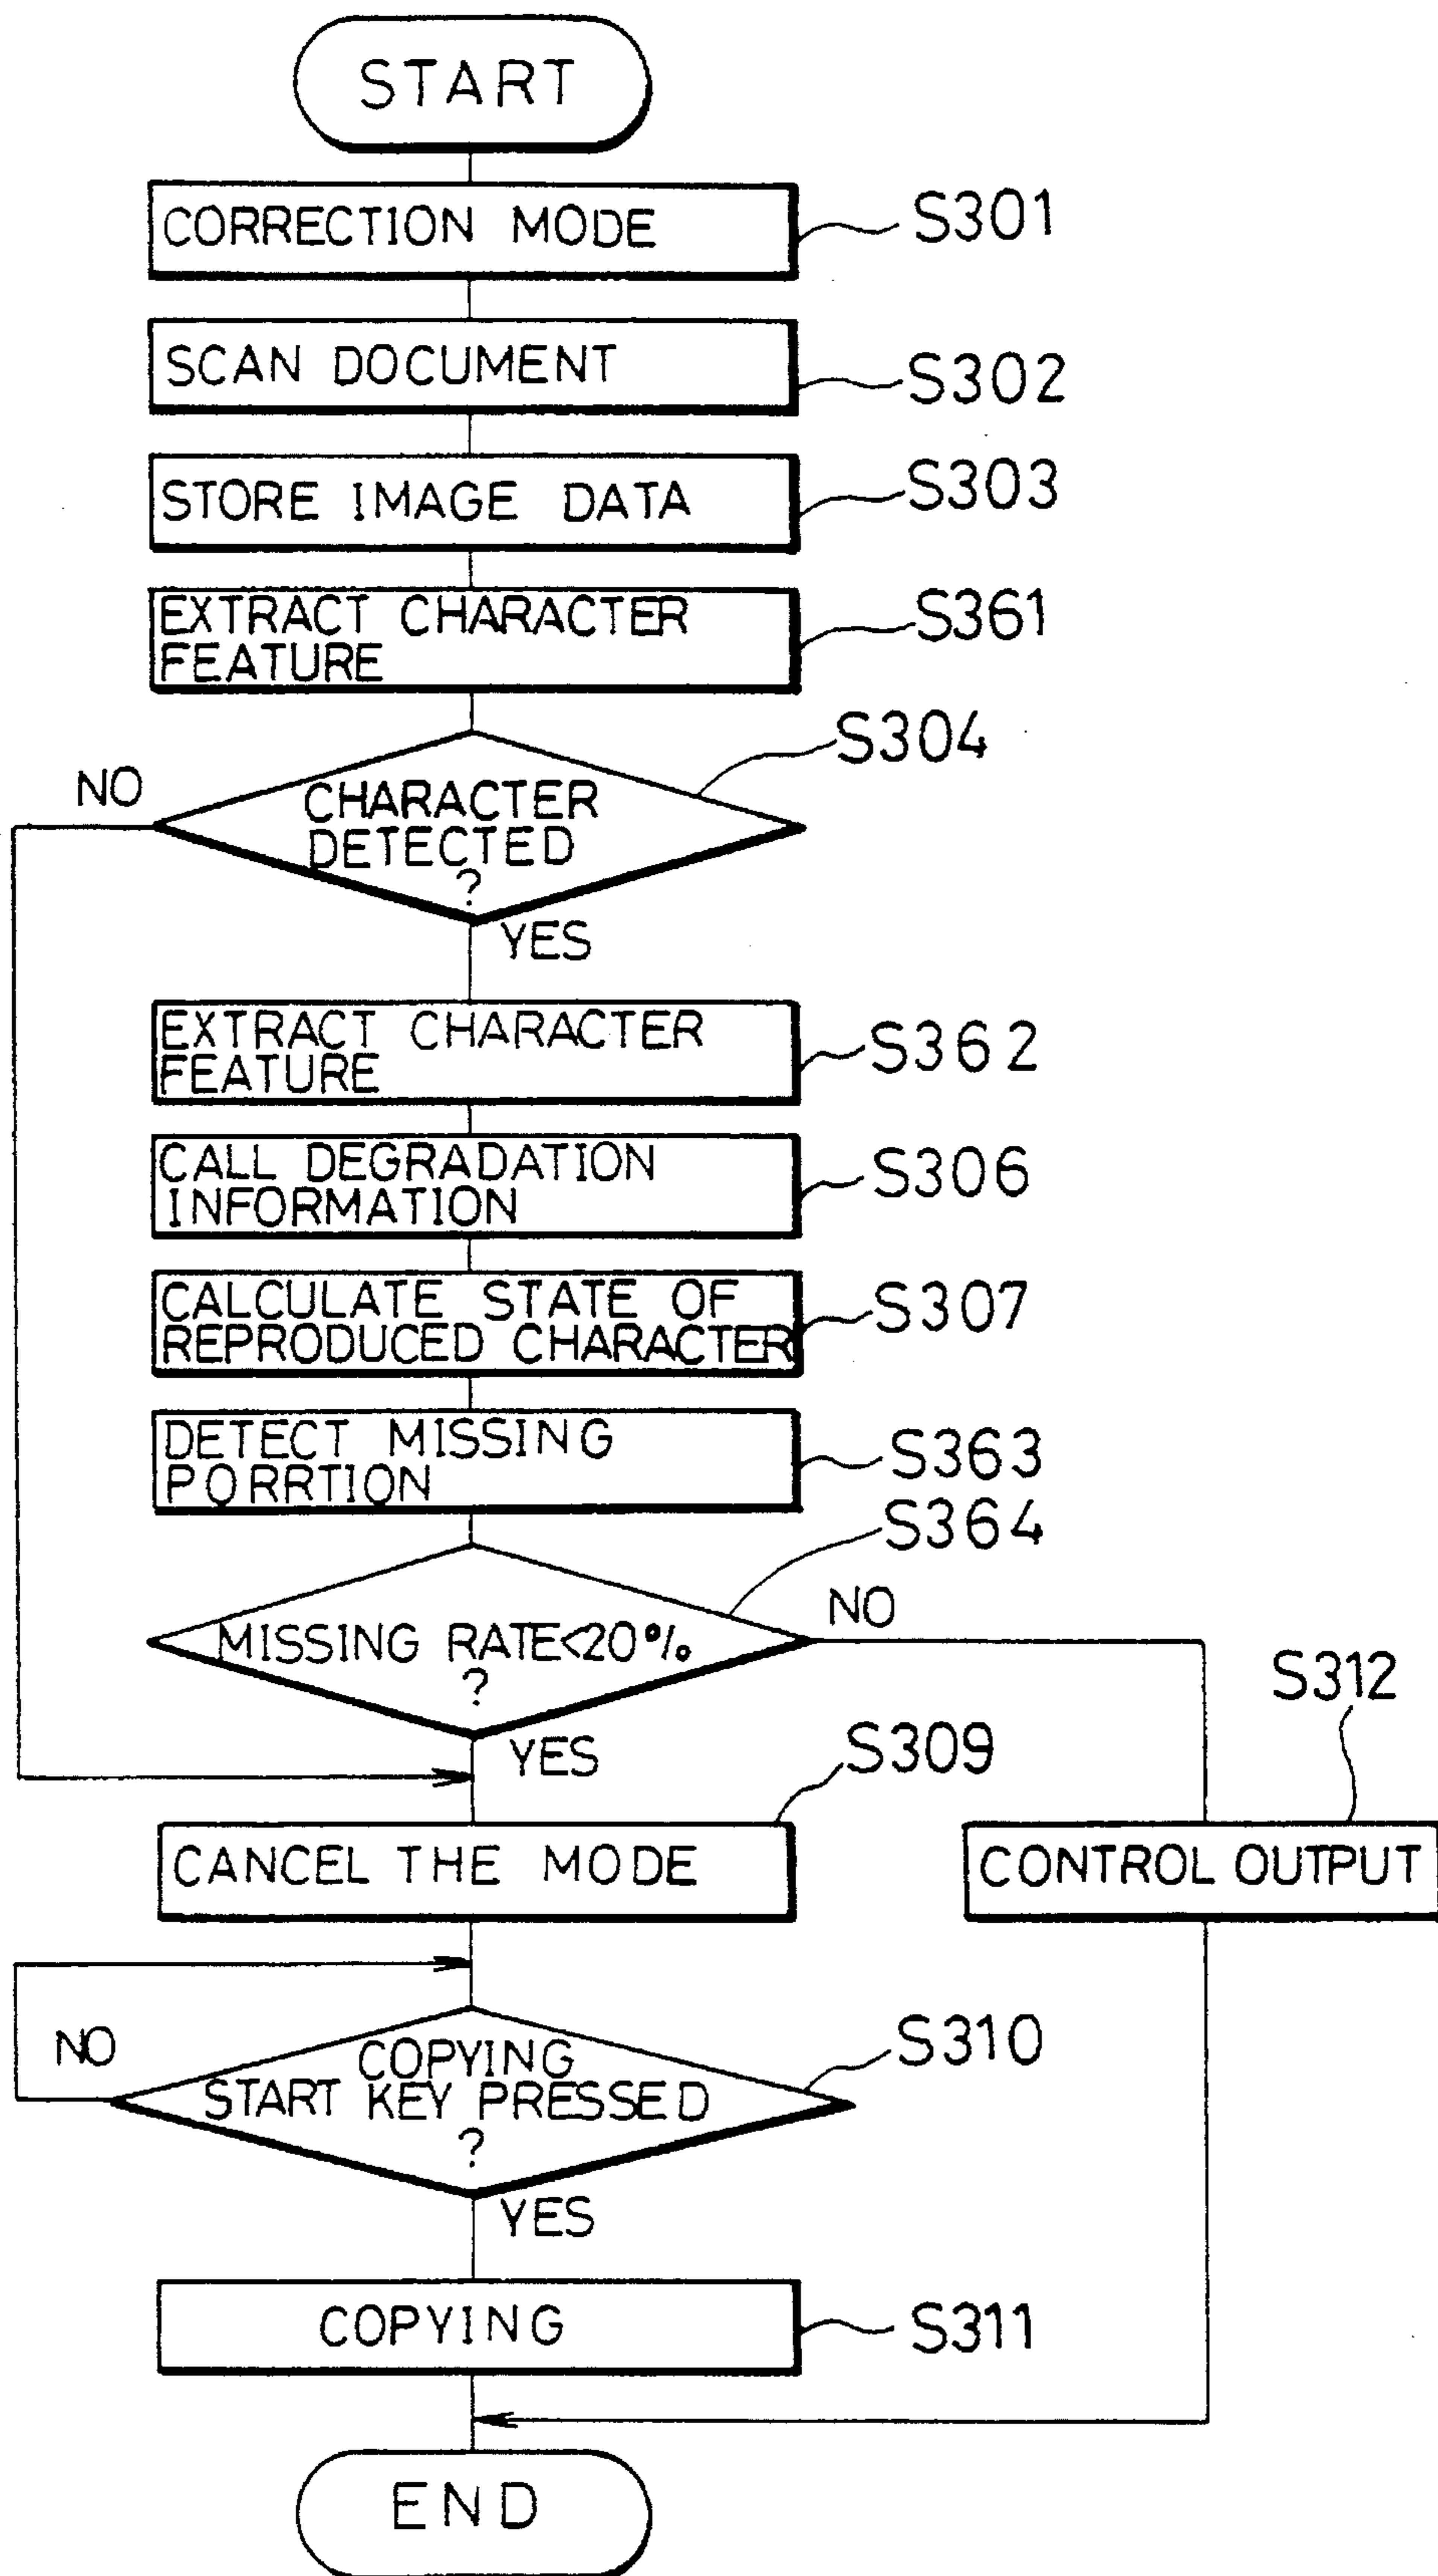 START
CORRECTION MODE
S301
SCAN DOCUMENT
S302
STORE IMAGE DATA
S303
EXTRACT CHARACTER
FEATURE
S361
S304
NO
CHARACTER
DETECTED
?
YES
EXTRACT CHARACTER
FEATURE
S362
CALL DEGRADATION
INFORMATION
S306
CALCULATE STATE OF
REPRODUCED CHARACTER
S307
DETECT MISSING
PORRTION
S363
S364
MISSING RATE<20%
?
NO
YES
S309
S312
CANCEL THE MODE
CONTROL OUTPUT
NO
COPYING
START KEY PRESSED
?
S310
YES
COPYING
S311
END